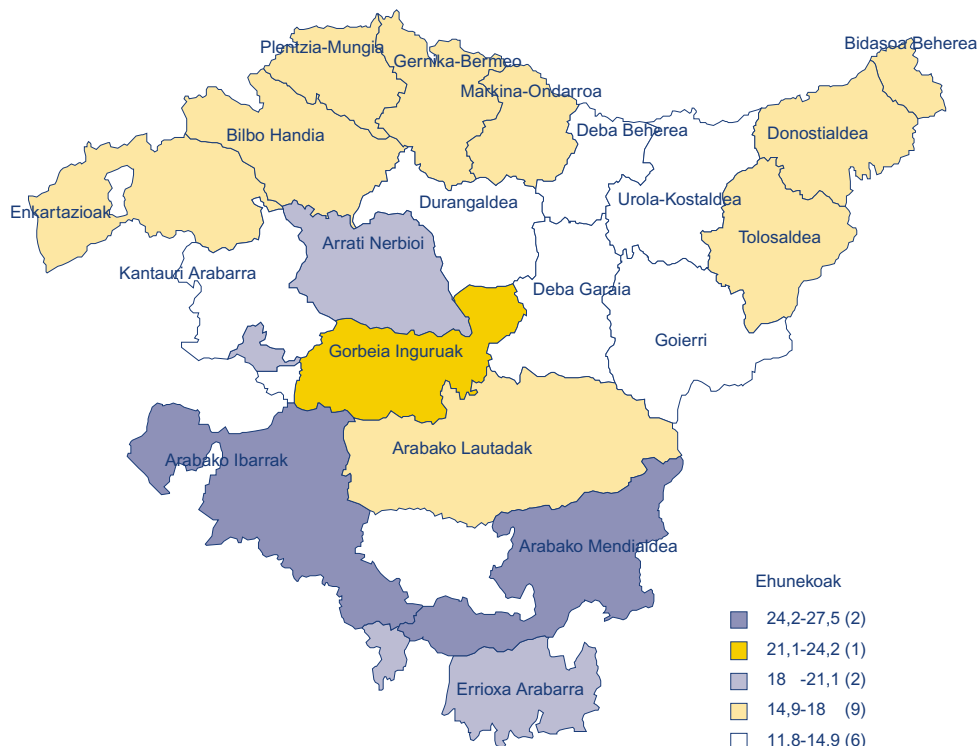 Plentzia-Mungia
Bidasoa Beherea
Gernika-Bermeo
Markina-Ondarroa
Bilbo Handia
Deba Beherea
Donostialdea
Enkartazioak
Durangaldea
Urola-Kostaldea
Arrati Nerbioi
Tolosaldea
Kantauri Arabarra
Deba Garaia
Gorbeia Inguruak
Goierri
Arabako Ibarrak
Arabako Lautadak
Arabako Mendialdea
Errioxa Arabarra
Ehunekoak
24,2-27,5 (2)
21,1-24,2 (1)
18 -21,1 (2)
14,9-18 (9)
11,8-14,9 (6)